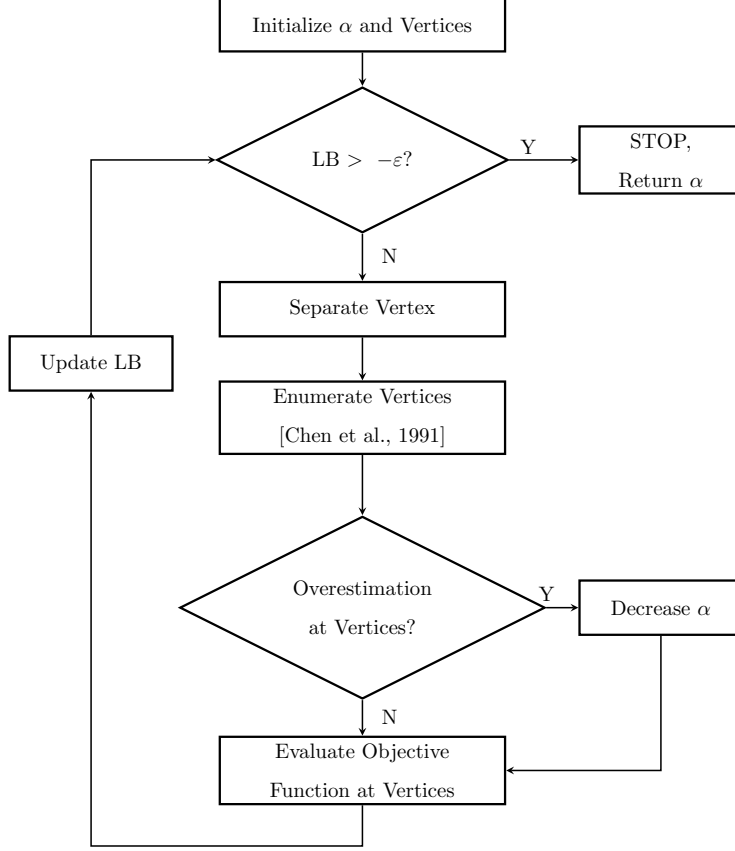 Initialize α and Vertices
LB > −ε?
Y
STOP,
Return α
N
Separate Vertex
Update LB
Enumerate Vertices
[Chen et al., 1991]
Overestimation
at Vertices?
Y
Decrease α
N
Evaluate Objective
Function at Vertices